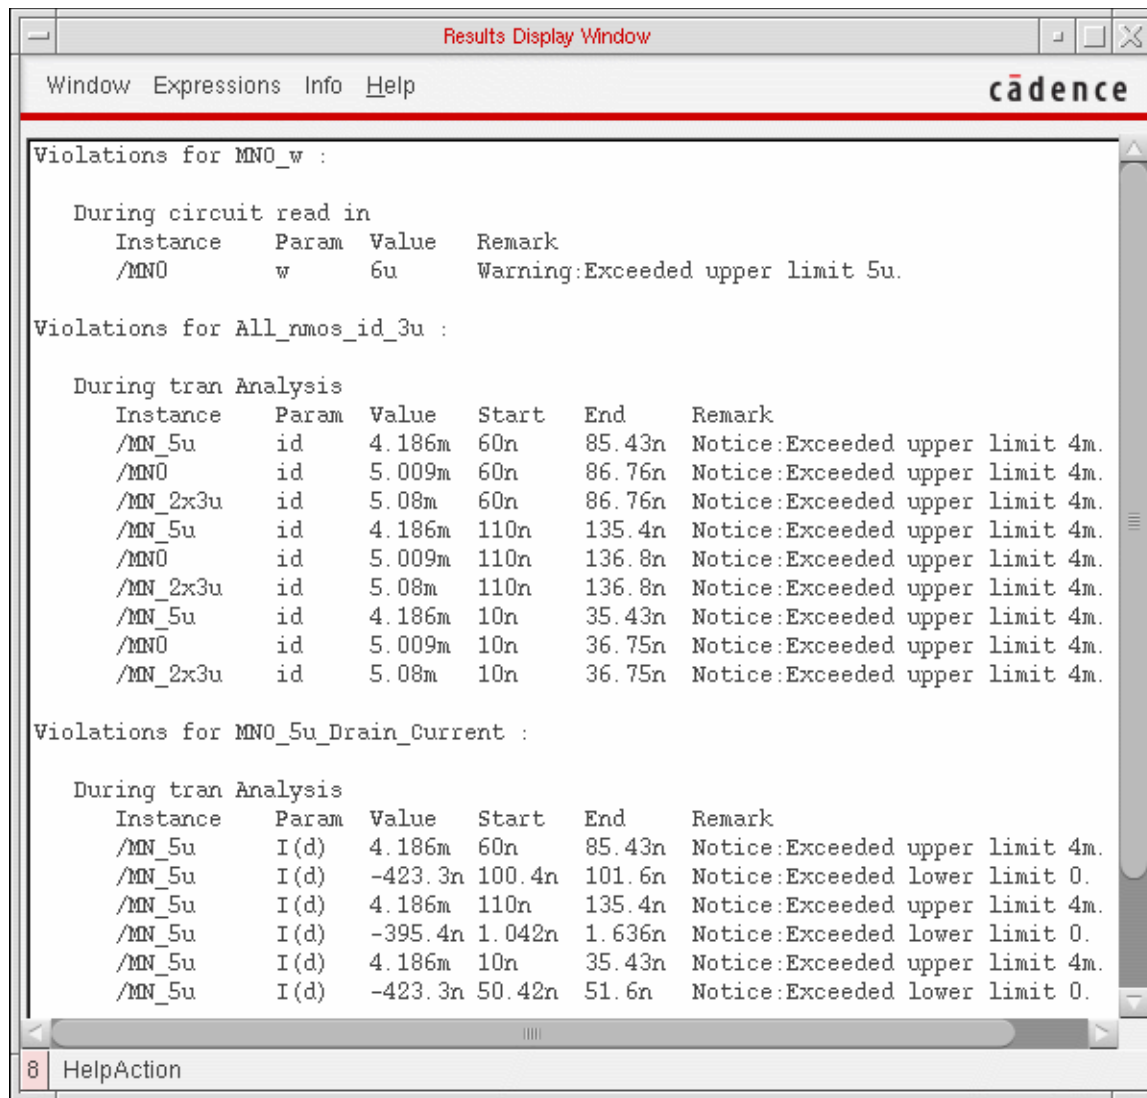 Results Display Window
Window Expressions Info Help
cādence
Violations for MN0_w :
During circuit read in
Instance Param Value Remark
/MN0 w 6u Warning:Exceeded upper limit 5u.
Violations for All_nmos_id_3u :
During tran Analysis
Instance Param Value Start End Remark
/MN_5u id 4.186m 60n 85.43n Notice:Exceeded upper limit 4m.
/MN0 id 5.009m 60n 86.76n Notice:Exceeded upper limit 4m.
/MN_2x3u id 5.08m 60n 86.76n Notice:Exceeded upper limit 4m.
/MN_5u id 4.186m 110n 135.4n Notice:Exceeded upper limit 4m.
/MN0 id 5.009m 110n 136.8n Notice:Exceeded upper limit 4m.
/MN_2x3u id 5.08m 110n 136.8n Notice:Exceeded upper limit 4m.
/MN_5u id 4.186m 10n 35.43n Notice:Exceeded upper limit 4m.
/MN0 id 5.009m 10n 36.75n Notice:Exceeded upper limit 4m.
/MN_2x3u id 5.08m 10n 36.75n Notice:Exceeded upper limit 4m.
Violations for MN0_5u_Drain_Current :
During tran Analysis
Instance Param Value Start End Remark
/MN_5u I(d) 4.186m 60n 85.43n Notice:Exceeded upper limit 4m.
/MN_5u I(d) -423.3n 100.4n 101.6n Notice:Exceeded lower limit 0.
/MN_5u I(d) 4.186m 110n 135.4n Notice:Exceeded upper limit 4m.
/MN_5u I(d) -395.4n 1.042n 1.636n Notice:Exceeded lower limit 0.
/MN_5u I(d) 4.186m 10n 35.43n Notice:Exceeded upper limit 4m.
/MN_5u I(d) -423.3n 50.42n 51.6n Notice:Exceeded lower limit 0.
8 HelpAction